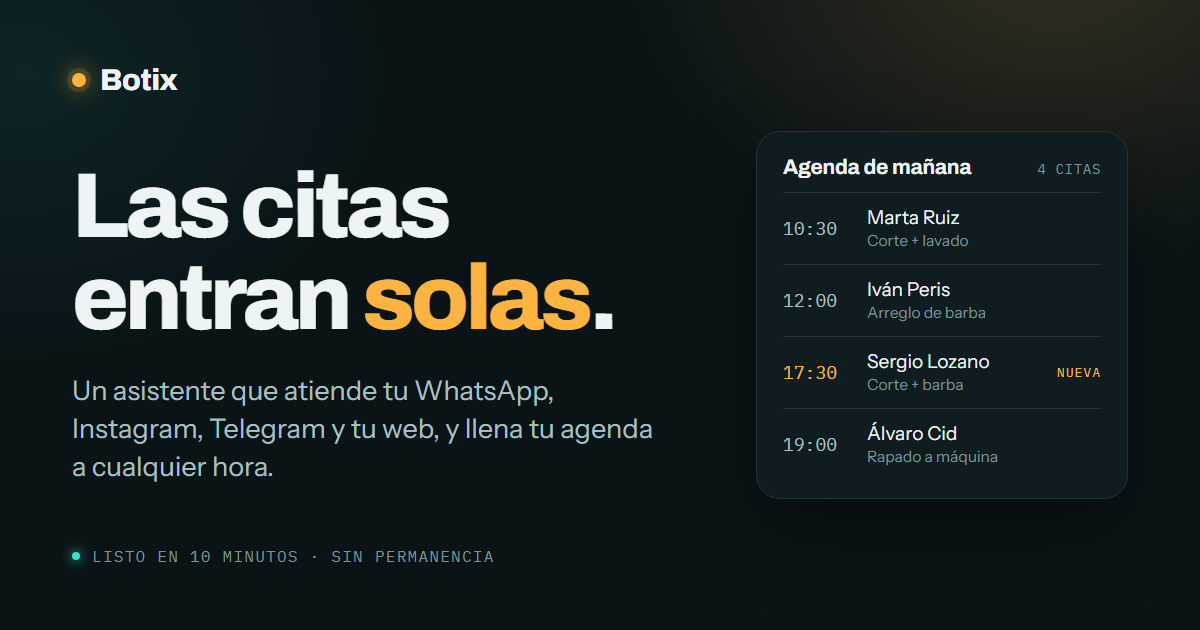 Botix
Las citas
entran solas.
Un asistente que atiende tu WhatsApp,
Instagram, Telegram y tu web, y llena tu agenda
a cualquier hora.
LISTO EN 10 MINUTOS · SIN PERMANENCIA
Agenda de mañana 4 CITAS
10:30 Marta Ruiz
Corte + lavado
12:00 Iván Peris
Arreglo de barba
17:30 Sergio Lozano NUEVA
Corte + barba
19:00 Álvaro Cid
Rapado a máquina